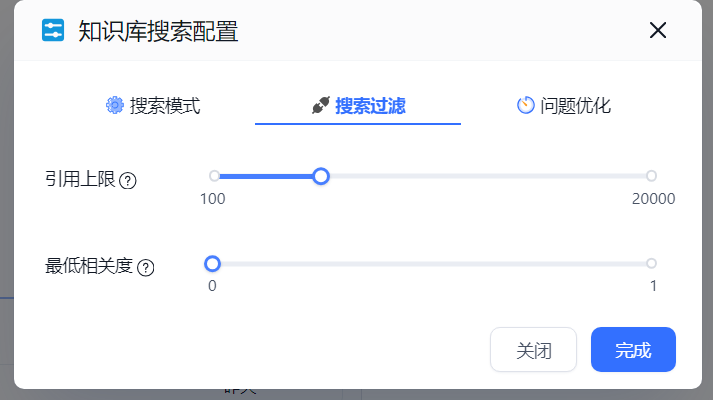 知识库搜索配置
搜索模式
搜索过滤
问题优化
引用上限
100
20000
最低相关度
0
1
关闭
完成